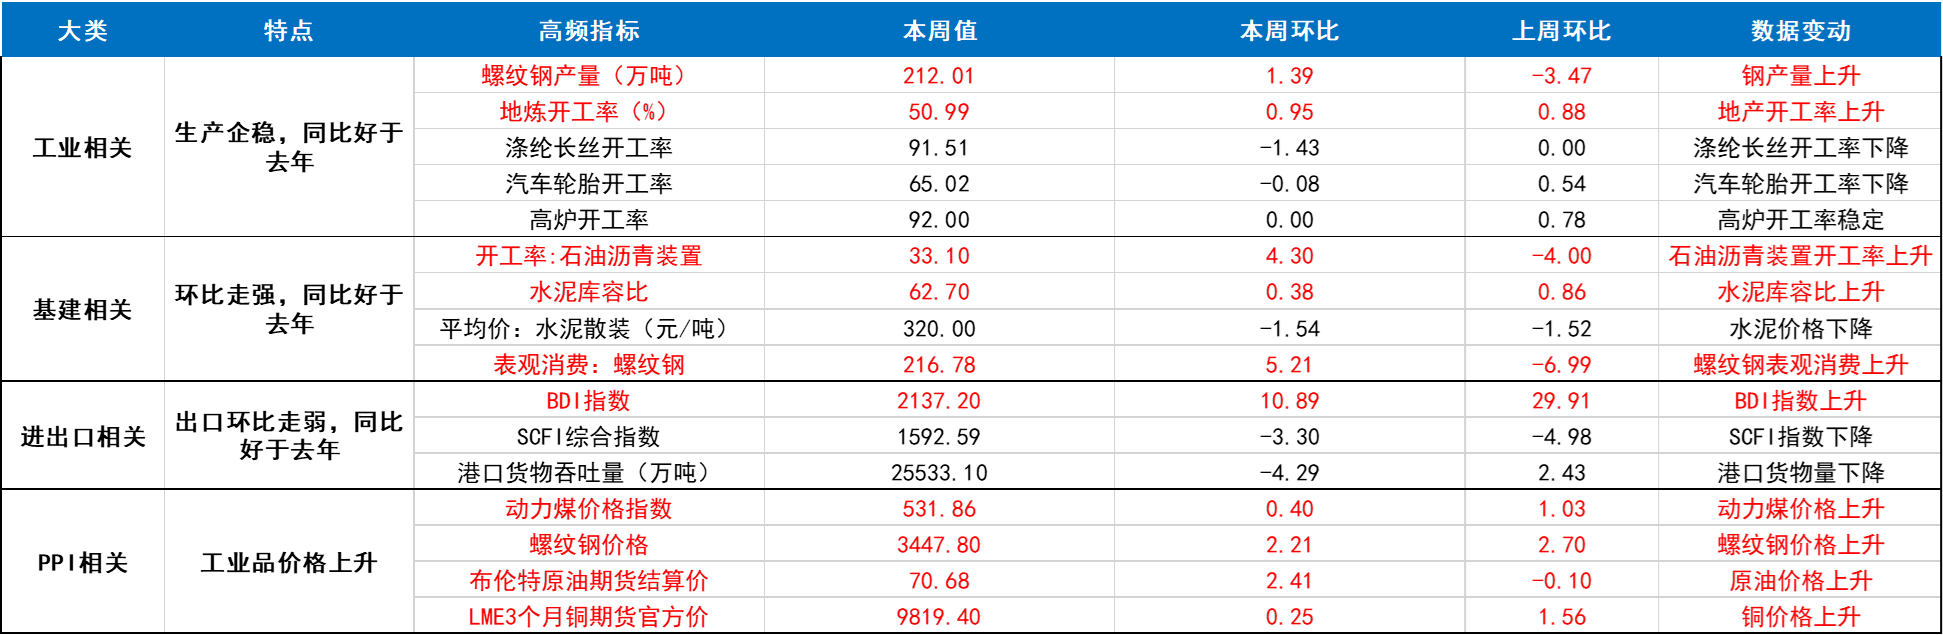 大类 特点 高频指标 本周值 本周环比 上周环比 数据变动
工业相关 生产企稳，同比好于
去年
螺纹钢产量（万吨） 212.01 1.39 -3.47 钢产量上升
地炼开工率（%） 50.99 0.95 0.88 地产开工率上升
涤纶长丝开工率 91.51 -1.43 0.00 涤纶长丝开工率下降
汽车轮胎开工率 65.02 -0.08 0.54 汽车轮胎开工率下降
高炉开工率 92.00 0.00 0.78 高炉开工率稳定
基建相关 环比走强，同比好于
去年
开工率:石油沥青装置 33.10 4.30 -4.00 石油沥青装置开工率上升
水泥库容比 62.70 0.38 0.86 水泥库容比上升
平均价：水泥散装（元/吨） 320.00 -1.54 -1.52 水泥价格下降
表观消费：螺纹钢 216.78 5.21 -6.99 螺纹钢表观消费上升
进出口相关 出口环比走弱，同比
好于去年
BDI指数 2137.20 10.89 29.91 BDI指数上升
SCFI综合指数 1592.59 -3.30 -4.98 SCFI指数下降
港口货物吞吐量（万吨） 25533.10 -4.29 2.43 港口货物量下降
PPI相关 工业品价格上升
动力煤价格指数 531.86 0.40 1.03 动力煤价格上升
螺纹钢价格 3447.80 2.21 2.70 螺纹钢价格上升
布伦特原油期货结算价 70.68 2.41 -0.10 原油价格上升
LME3个月铜期货官方价 9819.40 0.25 1.56 铜价格上升